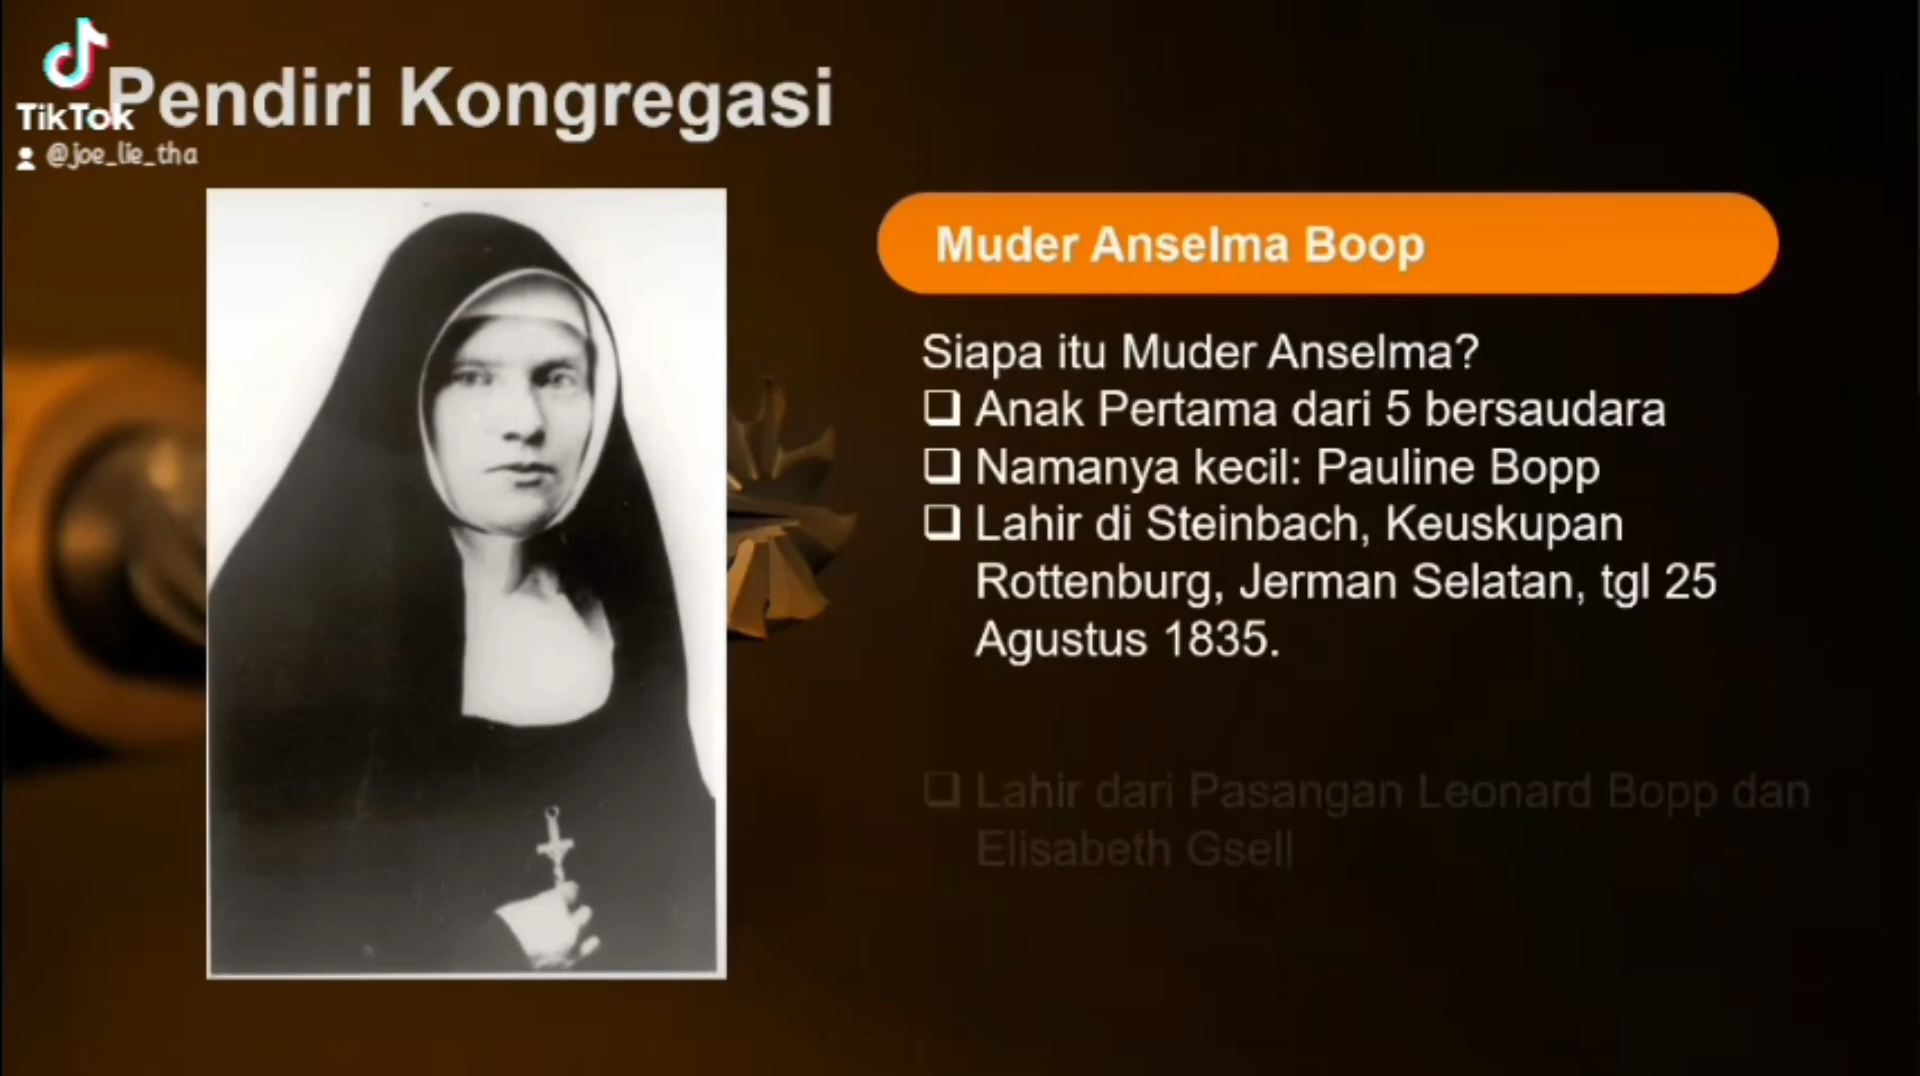 TikTok
@joe_lie_tha
Pendiri Kongregasi
Muder Anselma Boop
Siapa itu Muder Anselma?
❑ Anak Pertama dari 5 bersaudara
❑ Namanya kecil: Pauline Bopp
❑ Lahir di Steinbach, Keuskupan
Rottenburg, Jerman Selatan, tgl 25
Agustus 1835.
❑ Lahir dari Pasangan Leonard Bopp dan
Elisabeth Gsell